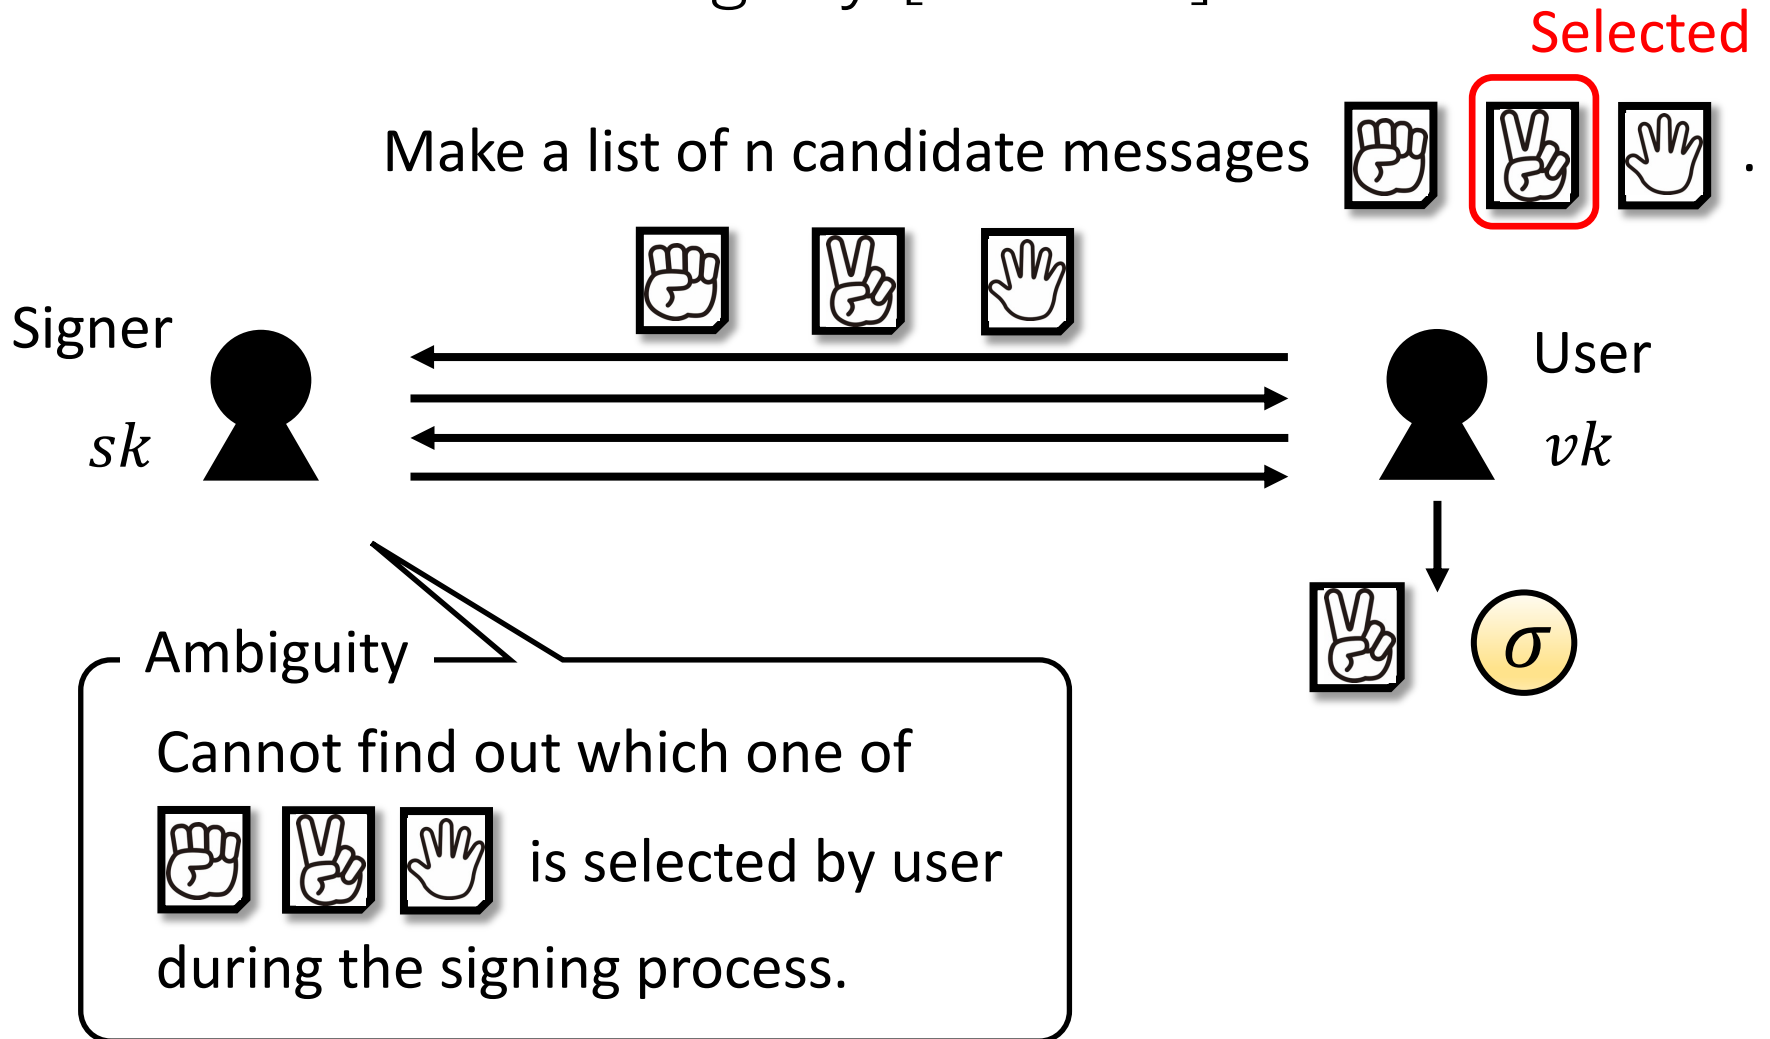 Selected
Make a list of n candidate messages .
Signer
User
sk
vk
σ
Ambiguity
Cannot find out which one of
is selected by user
during the signing process.